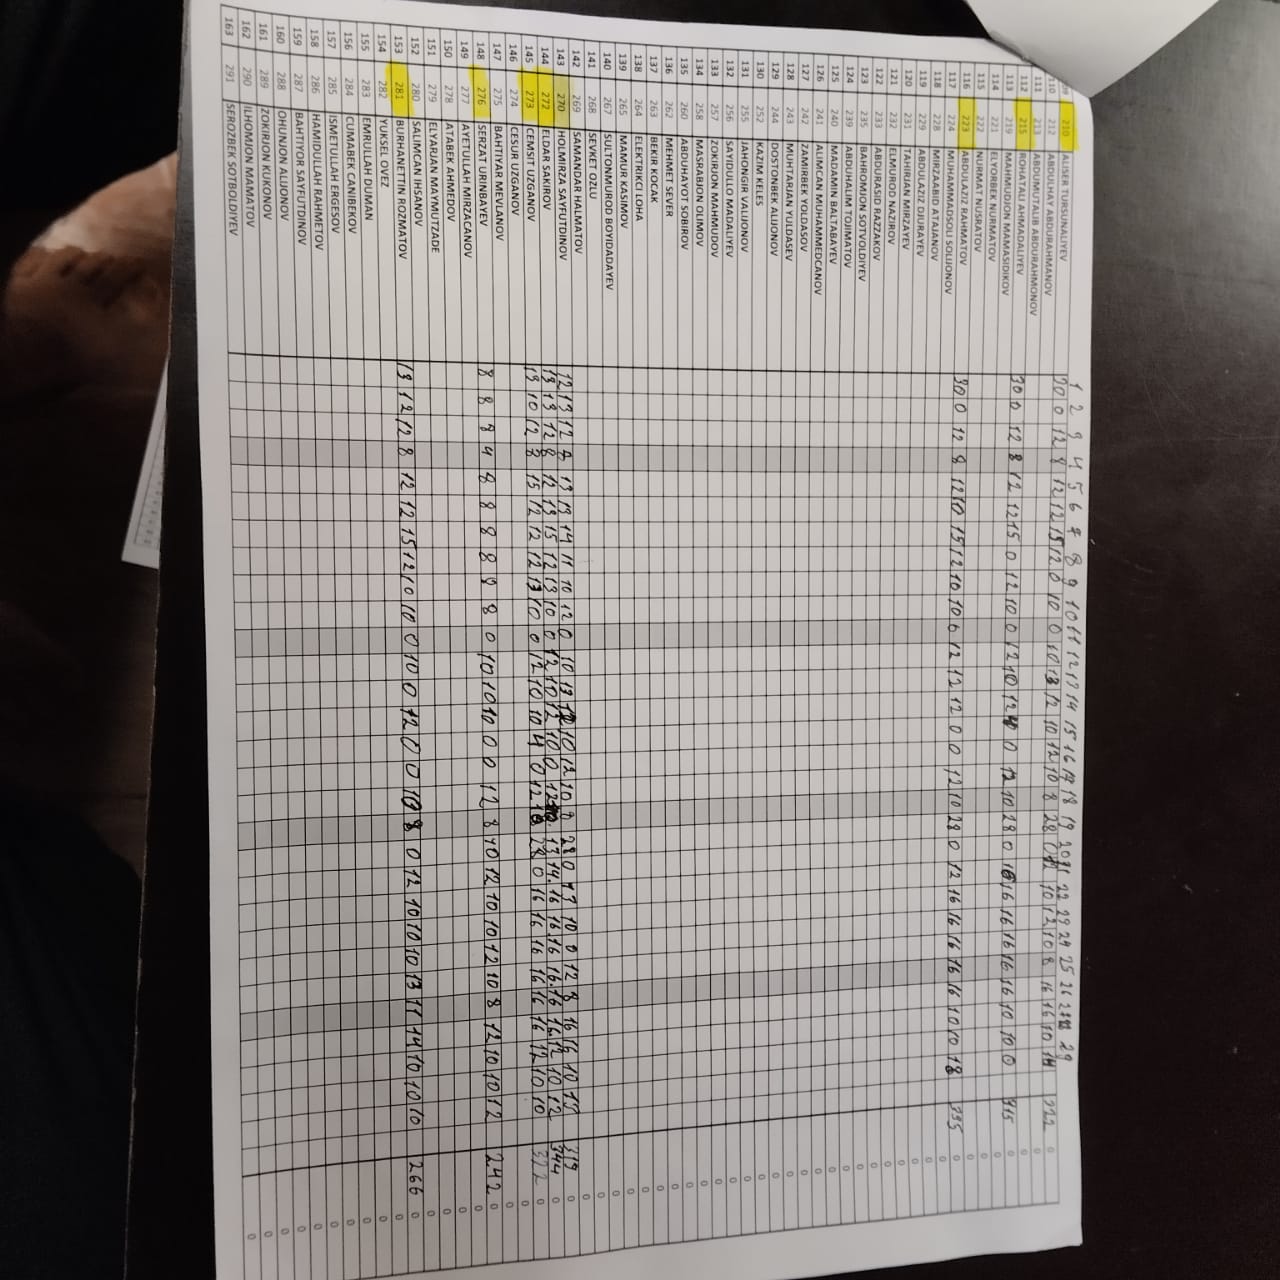 1 2 3 4 5 6 7 8 9 10 11 12 13 14 15 16 17 18 19 20 21 22 23 24 25 26 29
109 210 ALISER TURSUNALIYEV
30 0 12 8 12 12 15 12 0 10 0 10 13 12 10 12 10 8 28 0 12 10 12 10 8 16 16 10 322
110 212 ABDULHAY ABDURAHMANOV 0
111 213 ABDUMUTALIB ABDURAHMONOV 0
112 215 ROHATALI AHMADALIYEV 0
30 0 12 8 12 12 15 0 12 10 0 12 10 12 0 12 10 28 0 16 16 16 16 16 16 10 10 0
113 219 MAHMUDJON MAMASIDIKOV 0
114 221 ELYORBEK NURMATOV 0
115 222 NURMAT NUSRATOV 0
116 223 ABDULAZIZ RAHMATOV 0
30 0 12 8 12 10 15 12 10 10 0 12 12 12 0 0 12 10 28 0 12 16 16 16 16 16 10 10 18
117 224 MUHAMMADSOLI SOLIJONOV 0
118 228 MIRZAABID ATAJANOV 0
119 229 ABDULAZIZ DJURAYEV 0
120 231 TAHIRJAN MIRZAYEV 0
121 232 ELMUROD NAZIROV 0
122 233 ABDURASID RAZZAKOV 0
123 235 BAHROMJON SOTVOLDIYEV 0
124 239 ABDUHALIM TOJIMATOV 0
125 240 MADAMIN BALTABAYEV 0
126 241 ALIMCAN MUHAMMEDCANOV 0
127 242 ZAMIRBEK YOLDASOV 0
128 243 MUHTARJAN YULDASEV 0
129 244 DOSTONBEK ALIJONOV 0
130 252 KAZIM KELES 0
131 255 JAHONGIR VALIJONOV 0
132 256 SAYIDULLO MADALIYEV 0
133 257 ZOKIRJON MAHMUDOV 0
134 258 MASRABJON OLIMOV 0
135 260 ABDUHAYOT SOBIROV 0
136 262 MEHMET SEVER 0
137 263 BEKIR KOCAK 0
138 264 ELEKTRIKCI LOHA 0
139 265 MAMUR KASIMOV 0
140 267 SULTONMUROD BOYIDADAYEV 0
141 268 SEVKET OZLU 0
142 269 SAMANDAR HALMATOV 0
143 270 HOLMIRZA SAYFUTDINOV 12 13 12 8 13 13 14 11 10 12 0 10 13 10 12 10 8 28 0 13 10 0 12 8 16 16 10 13 319 0
144 272 ELDAR SAKIROV 13 13 12 8 12 13 15 12 13 10 0 12 10 12 10 0 12 13 14 16 16 16 16 16 16 12 10 12 344 0
145 273 CEMSIT UZGANOV 13 10 12 8 15 12 12 12 13 10 0 12 10 10 4 0 12 28 0 16 16 16 16 16 16 12 10 10 322 0
146 274 CESUR UZGANOV 0
147 275 BAHTIYAR MEVLANOV 0
148 276 SERZAT URINBAYEV 8 8 8 4 8 8 8 8 8 8 0 10 10 10 0 0 12 8 10 12 10 10 12 10 8 12 10 10 12 242 0
149 277 AYETULLAH MIRZACANOV 0
150 278 ATABEK AHMEDOV 0
151 279 ELYARJAN MAYMUTZADE 0
152 280 SALIMCAN IHSANOV 0
153 281 BURHANETTIN ROZMATOV 13 12 12 8 12 12 15 12 10 10 0 10 0 12 0 0 10 8 0 12 10 10 10 13 11 14 10 10 10 266 0
154 282 YUKSEL OVEZ 0
155 283 EMRULLAH DUMAN 0
156 284 CUMABEK CANIBEKOV 0
157 285 ISMETULLAH ERGESOV 0
158 286 HAMIDULLAH RAHMETOV 0
159 287 BAHTIYOR SAYFUTDINOV 0
160 288 OHUNJON ALIJONOV 0
161 289 ZOKIRJON KUKONOV 0
162 290 ILHOMJON MAMATOV 0
163 291 SEROZBEK SOTBOLDIYEV